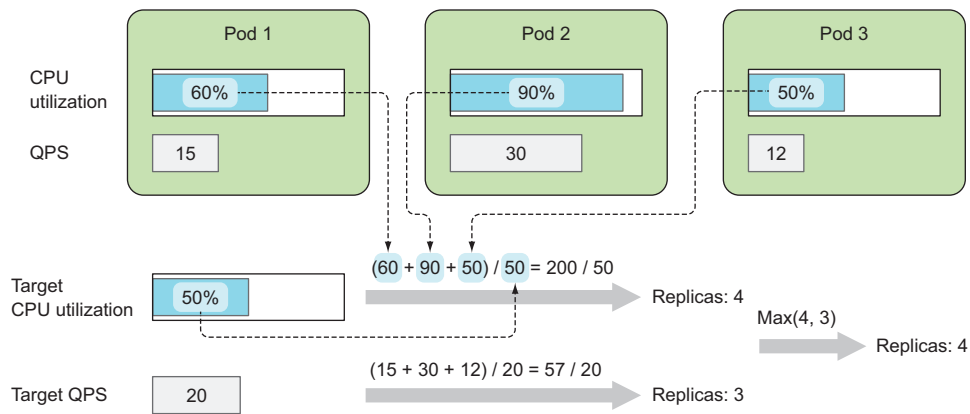 Pod 1
Pod 2
Pod 3
CPU
utilization
60%
90%
50%
QPS
15
30
12
(60 + 90 + 50) / 50 = 200 / 50
Target
CPU utilization
50%
Replicas: 4
Max(4, 3)
Replicas: 4
(15 + 30 + 12) / 20 = 57 / 20
Target QPS
20
Replicas: 3